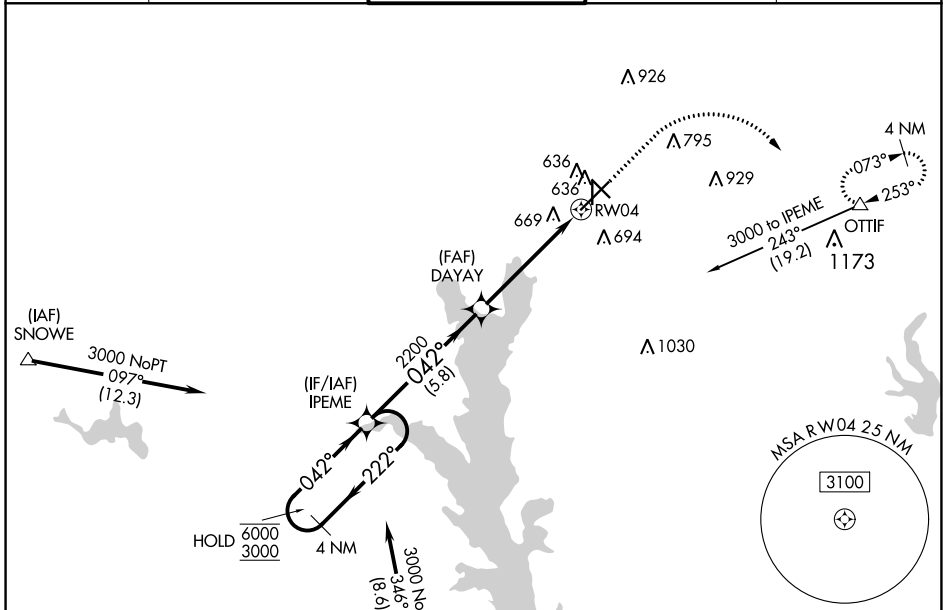 926
795
4 NM
636
636
929
073°
253°
RW04
669
694
3000 to IPEME
243°
(19.2)
OTTIF
1173
(FAF)
DAYAY
(IAF)
SNOWE
3000 NoPT
097°
(12.3)
1030
2200
042°
(5.8)
(IF/IAF)
IPEME
MSA RW04 25 NM
3100
042°
222°
HOLD
6000
3000
4 NM
3000 No
346°
(8.6)